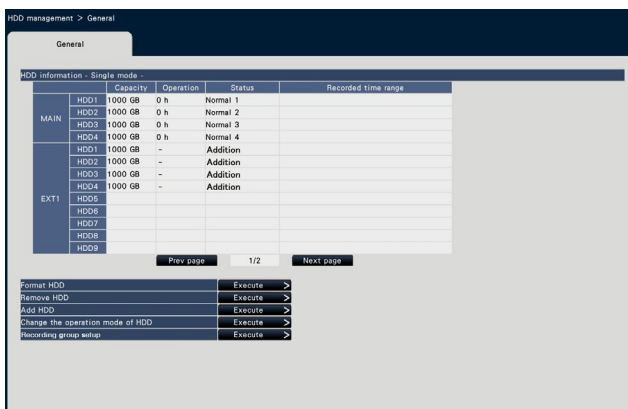 HDD management > General
General
HDD information - Single mode -
Capacity Operation Status Recorded time range
MAIN HDD1 1000 GB 0 h Normal 1
HDD2 1000 GB 0 h Normal 2
HDD3 1000 GB 0 h Normal 3
HDD4 1000 GB 0 h Normal 4
EXT1 HDD1 1000 GB - Addition
HDD2 1000 GB - Addition
HDD3 1000 GB - Addition
HDD4 1000 GB - Addition
HDD5
HDD6
HDD7
HDD8
HDD9
Prev page 1/2 Next page
Format HDD Execute >
Remove HDD Execute >
Add HDD Execute >
Change the operation mode of HDD Execute >
Recording group setup Execute >